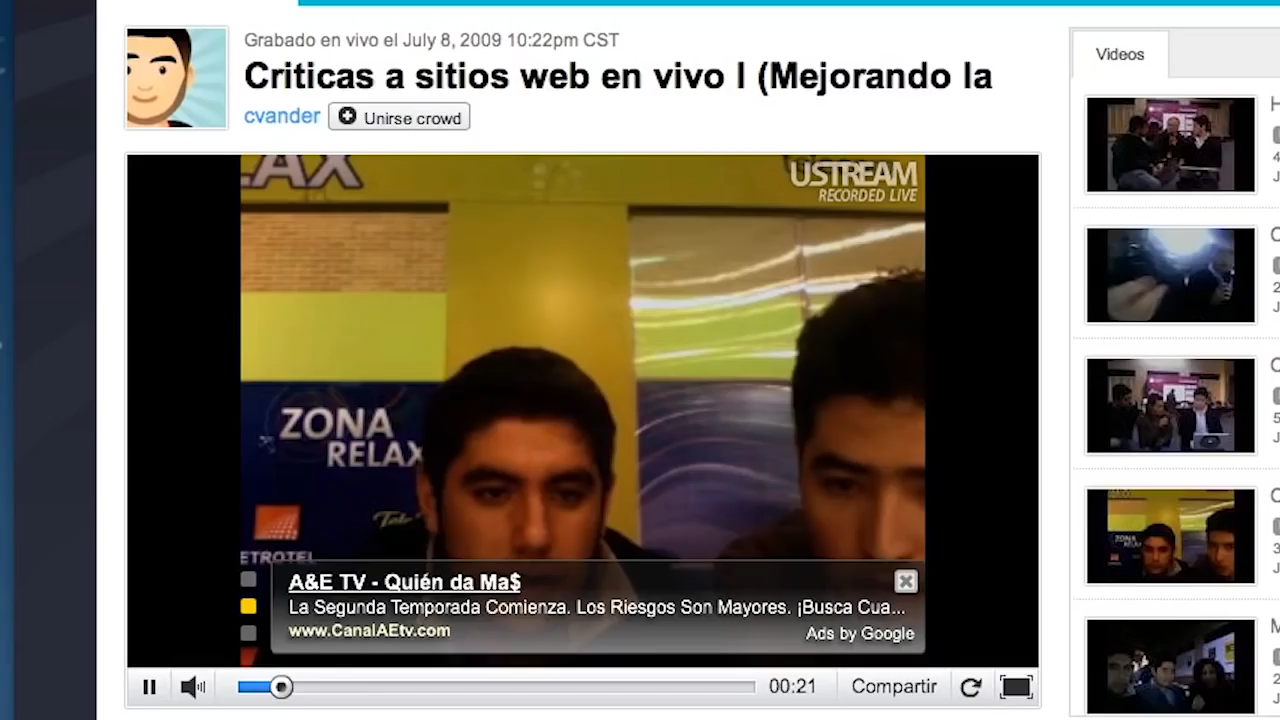 Grabado en vivo el July 8, 2009 10:22pm CST
Criticas a sitios web en vivo I (Mejorando la
cvander
Unirse crowd
Videos
LAX
USTREAM
RECORDED LIVE
ZONA
RELAX
ETROTEL
A&E TV - Quién da Ma$
La Segunda Temporada Comienza. Los Riesgos Son Mayores. ¡Busca Cua...
www.CanalAEtv.com
Ads by Google
00:21
Compartir